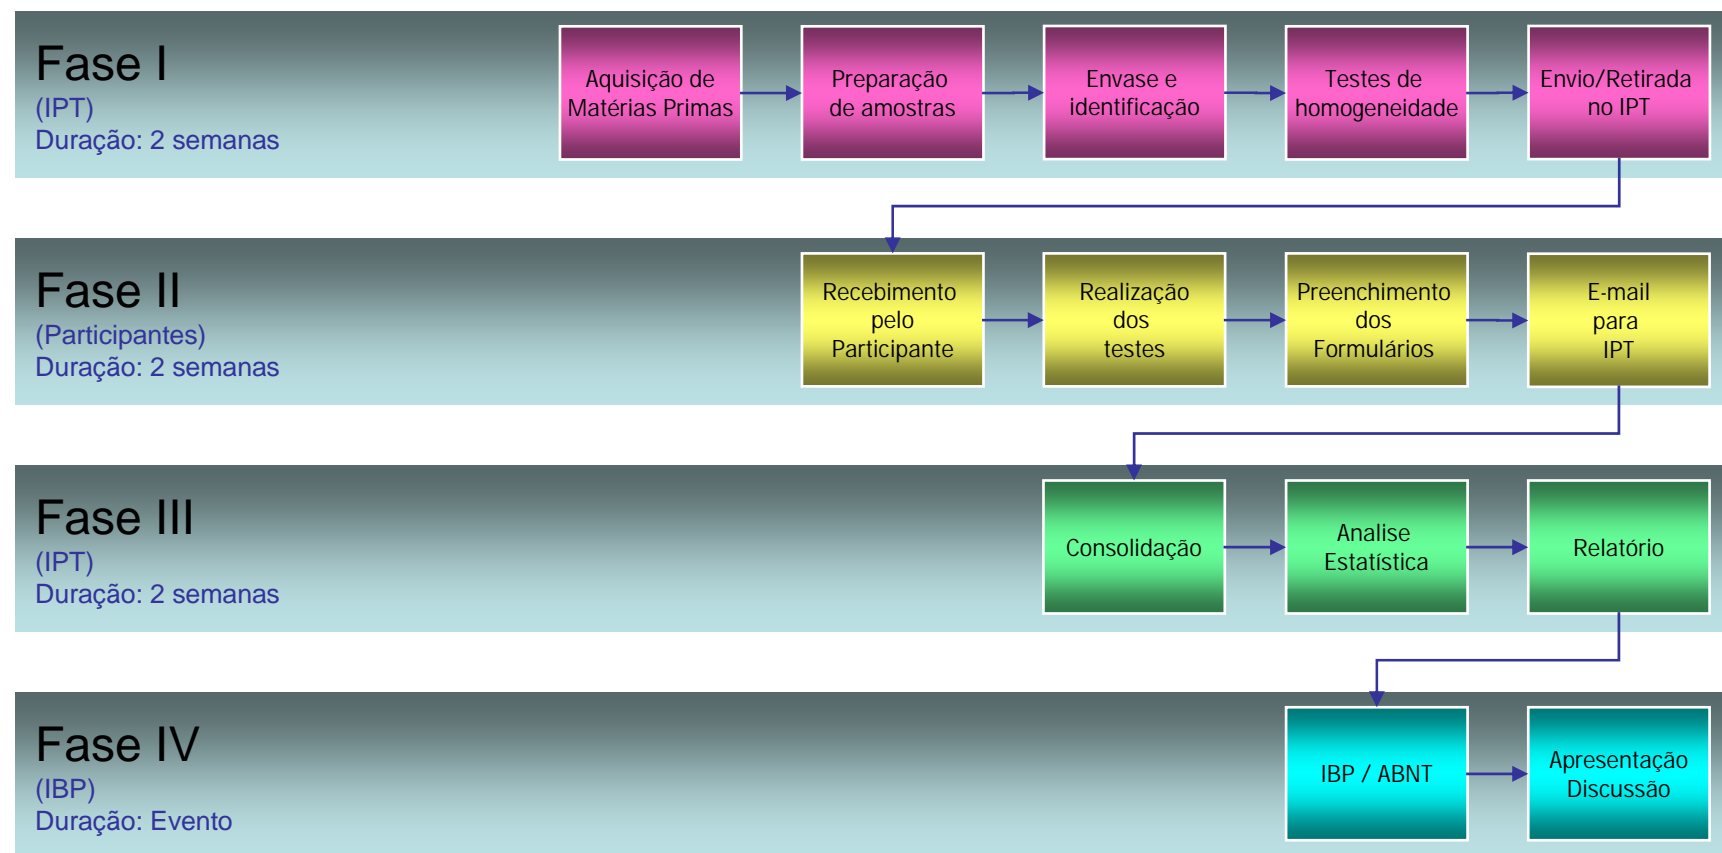 Fase I
(IPT)
Duração: 2 semanas
Aquisição de
Matérias Primas
Preparação
de amostras
Envase e
identificação
Testes de
homogeneidade
Envio/Retirada
no IPT
Fase II
(Participantes)
Duração: 2 semanas
Recebimento
pelo
Participante
Realização
dos
testes
Preenchimento
dos
Formulários
E-mail
para
IPT
Fase III
(IPT)
Duração: 2 semanas
Consolidação
Analise
Estatística
Relatório
Fase IV
(IBP)
Duração: Evento
IBP / ABNT
Apresentação
Discussão